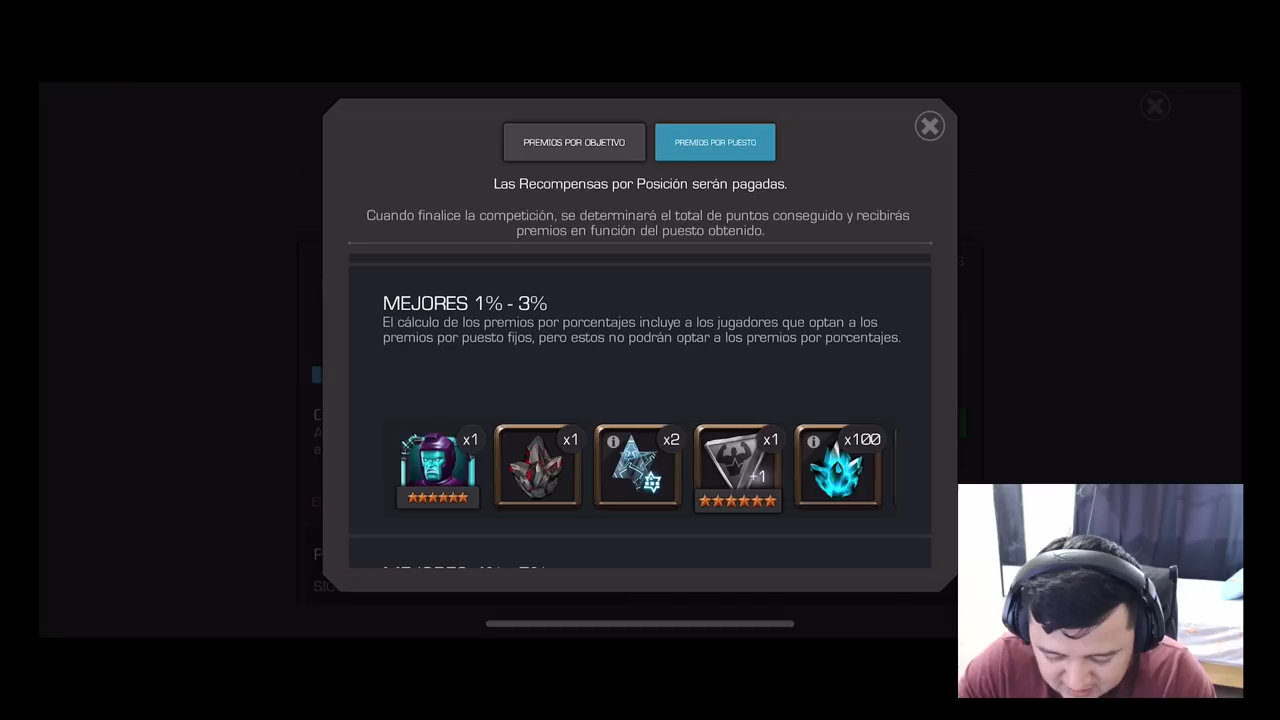 PREMIOS POR OBJETIVO
PREMIOS POR PUESTO
Las Recompensas por Posición serán pagadas.
Cuando finalice la competición, se determinará el total de puntos conseguido y recibirás
premios en función del puesto obtenido.
MEJORES 1% - 3%
El cálculo de los premios por porcentajes incluye a los jugadores que optan a los
premios por puesto fijos, pero estos no podrán optar a los premios por porcentajes.
x1
x1
x2
x1
+1
x100